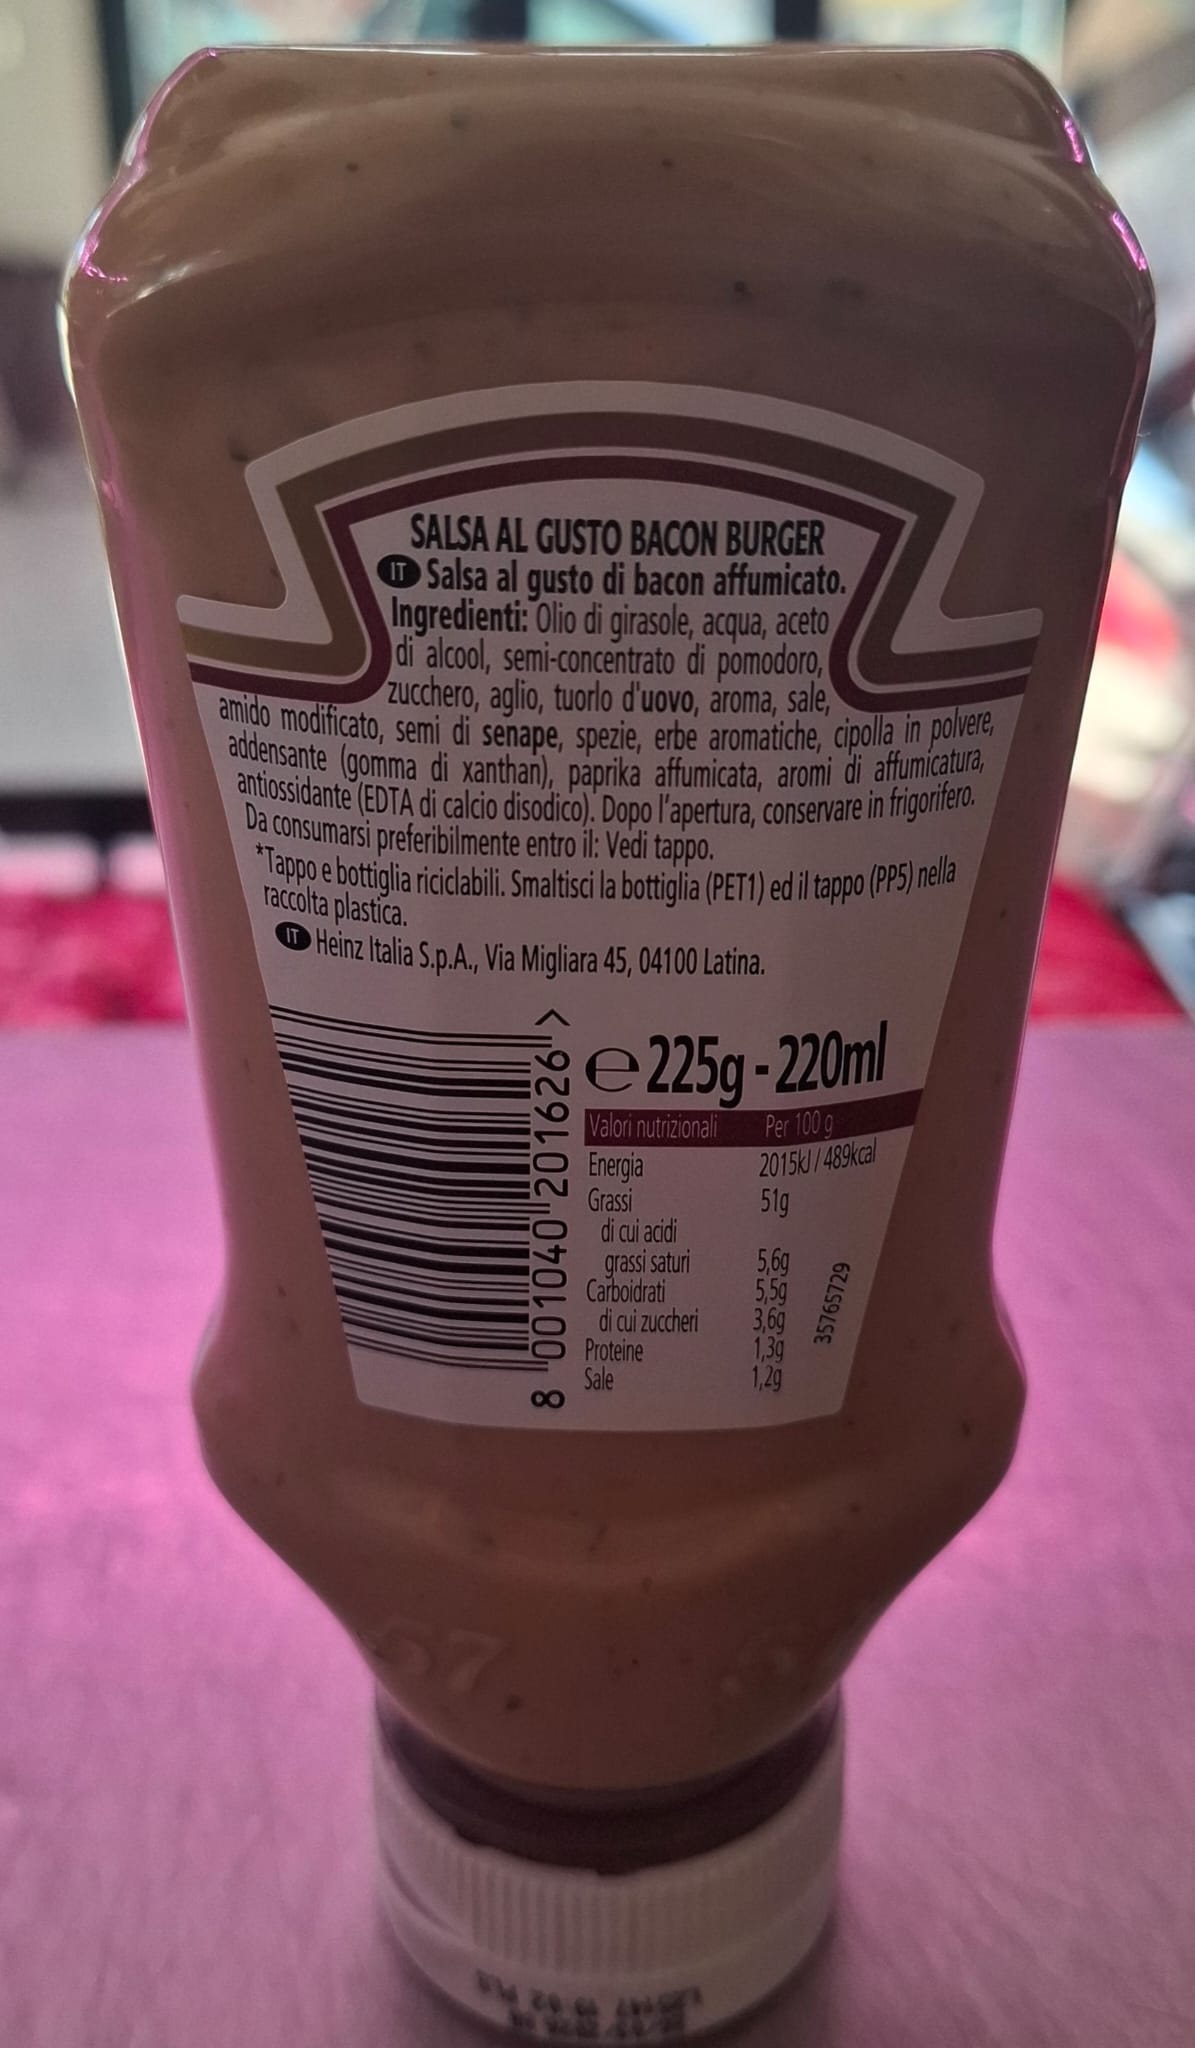 SALSA AL GUSTO BACON BURGER
IT Salsa al gusto di bacon affumicato.
Ingredienti: Olio di girasole, acqua, aceto
di alcool, semi-concentrato di pomodoro,
zucchero, aglio, tuorlo d'uovo, aroma, sale,
amido modificato, semi di senape, spezie, erbe aromatiche, cipolla in polvere,
addensante (gomma di xanthan), paprika affumicata, aromi di affumicatura,
antiossidante (EDTA di calcio disodico). Dopo l'apertura, conservare in frigorifero.
Da consumarsi preferibilmente entro il: Vedi tappo.
*Tappo e bottiglia riciclabili. Smaltisci la bottiglia (PET1) ed il tappo (PP5) nella
raccolta plastica.
IT Heinz Italia S.p.A., Via Migliara 45, 04100 Latina.
8 001040 201626 >
e 225g - 220ml
Valori nutrizionali Per 100 g
Energia 2015kJ / 489kcal
Grassi 51g
di cui acidi
grassi saturi 5,6g
Carboidrati 5,5g
di cui zuccheri 3,6g
Proteine 1,3g
Sale 1,2g
35765729
57